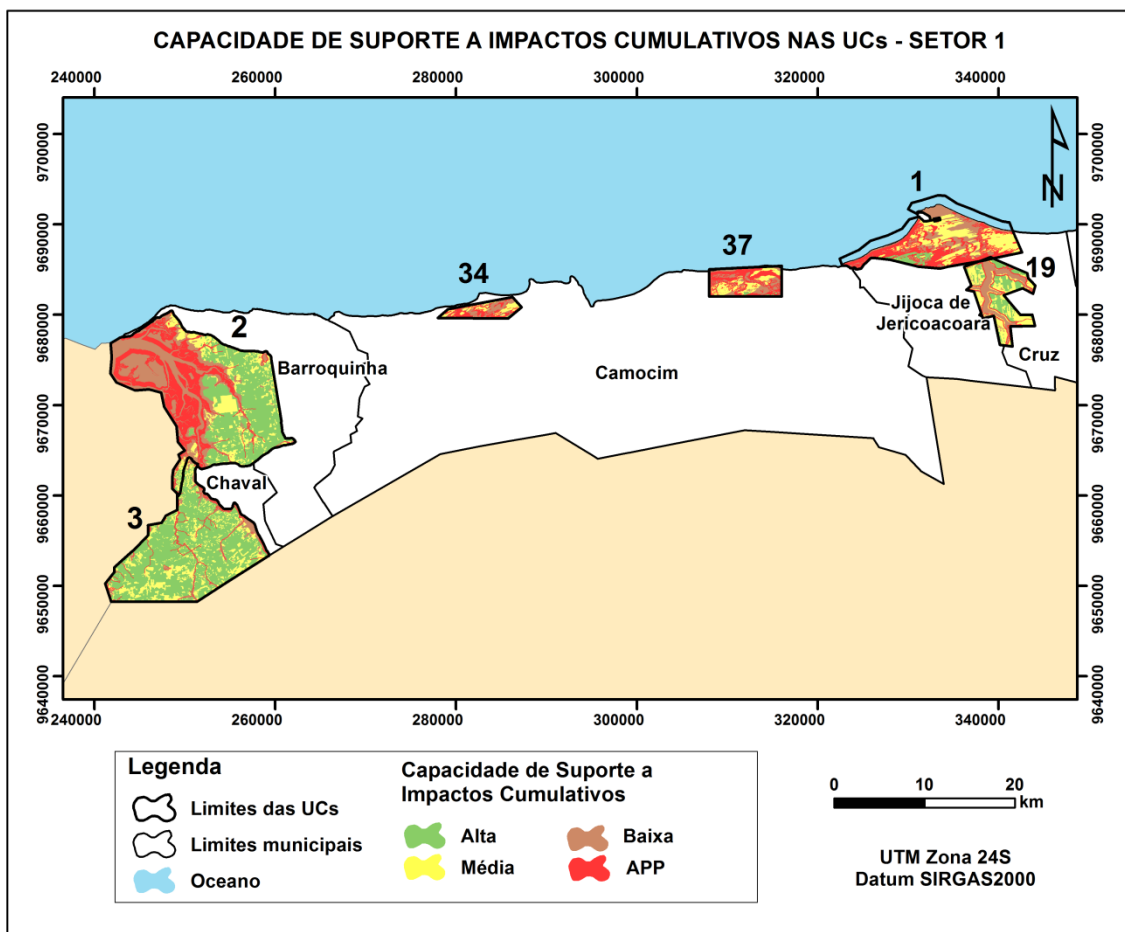 CAPACIDADE DE SUPORTE A IMPACTOS CUMULATIVOS NAS UCs - SETOR 1
240000 260000 280000 300000 320000 340000
9700000 9700000
9690000 9690000
9680000 9680000
9670000 9670000
9660000 9660000
9650000 9650000
9640000 9640000
N
1
37
34
19
2
Jijoca de
Jericoacoara
Barroquinha
Cruz
Camocim
Chaval
3
240000 260000 280000 300000 320000 340000
Legenda
Limites das UCs
Limites municipais
Oceano
Capacidade de Suporte a
Impactos Cumulativos
Alta
Baixa
Média
APP
0 10 20
km
UTM Zona 24S
Datum SIRGAS2000